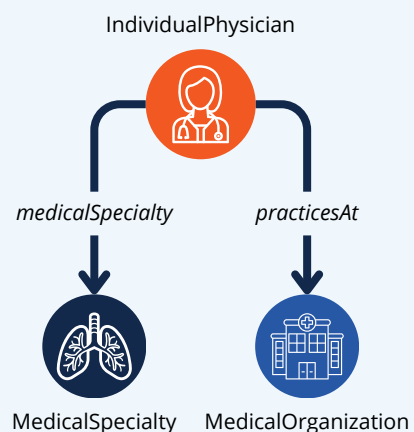 IndividualPhysician
medicalSpecialty
practicesAt
MedicalSpecialty
MedicalOrganization